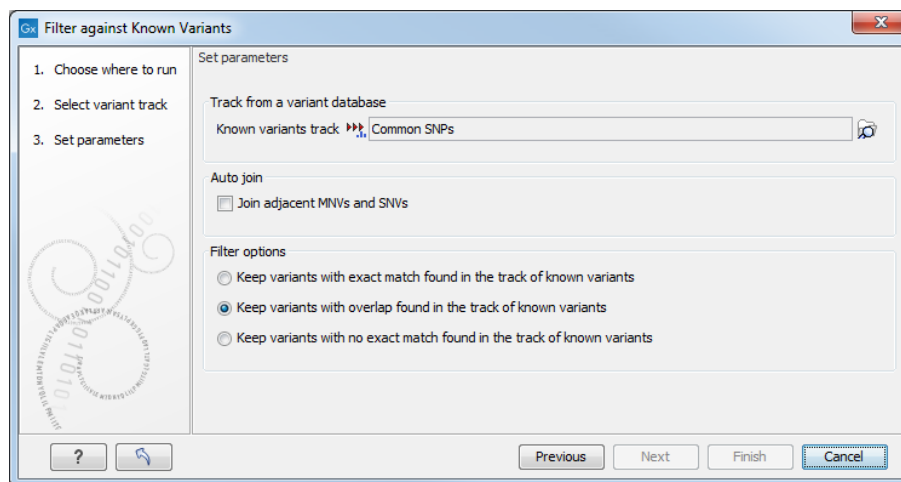 Gx Filter against Known Variants
X
1. Choose where to run
2. Select variant track
3. Set parameters
Set parameters
Track from a variant database
Known variants track Common SNPs
Auto join
Join adjacent MNVs and SNVs
Filter options
Keep variants with exact match found in the track of known variants
Keep variants with overlap found in the track of known variants
Keep variants with no exact match found in the track of known variants
? Previous Next Finish Cancel